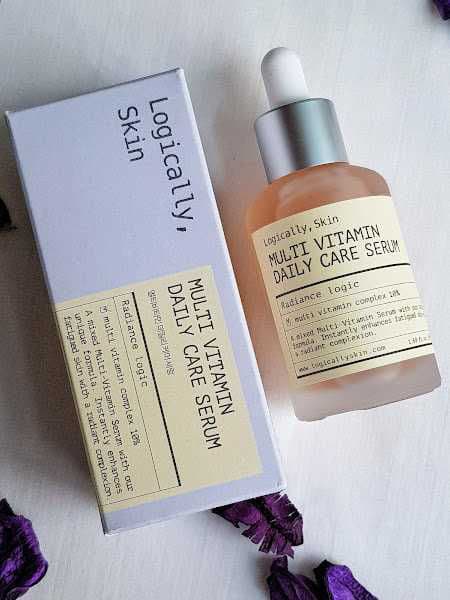 Logically,
Skin
MULTI VITAMIN
DAILY CARE SERUM
Radiance logic
multi vitamin complex 10%
A mixed Multi-Vitamin Serum with our
unique formula. Instantly enhances
fatigued skin with a radiant complexion.
Logically, Skin
MULTI VITAMIN
DAILY CARE SERUM
Radiance logic
multi vitamin complex 10%
A mixed Multi-Vitamin Serum with
formula. Instantly enhances fatigued
a radiant complexion.
www.logicallyskin.com